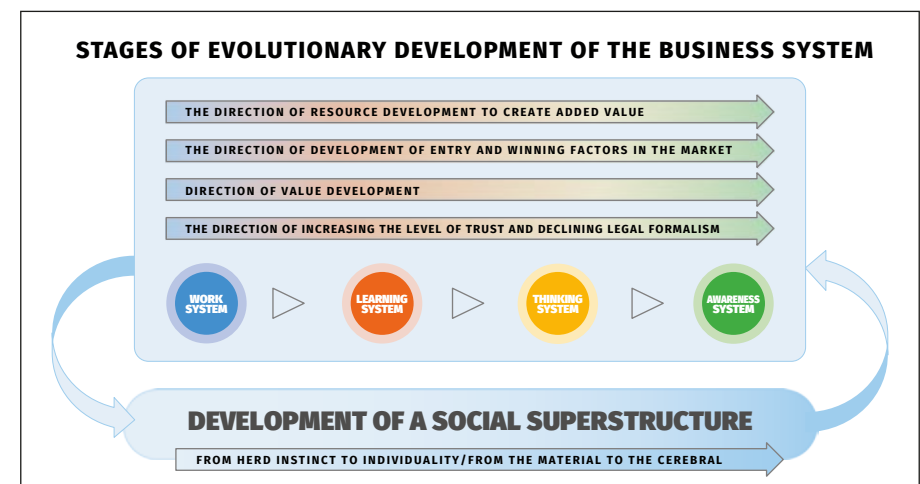 STAGES OF EVOLUTIONARY DEVELOPMENT OF THE BUSINESS SYSTEM
THE DIRECTION OF RESOURCE DEVELOPMENT TO CREATE ADDED VALUE
THE DIRECTION OF DEVELOPMENT OF ENTRY AND WINNING FACTORS IN THE MARKET
DIRECTION OF VALUE DEVELOPMENT
THE DIRECTION OF INCREASING THE LEVEL OF TRUST AND DECLINING LEGAL FORMALISM
WORK
SYSTEM
LEARNING
SYSTEM
THINKING
SYSTEM
AWARENESS
SYSTEM
DEVELOPMENT OF A SOCIAL SUPERSTRUCTURE
FROM HERD INSTINCT TO INDIVIDUALITY/FROM THE MATERIAL TO THE CEREBRAL